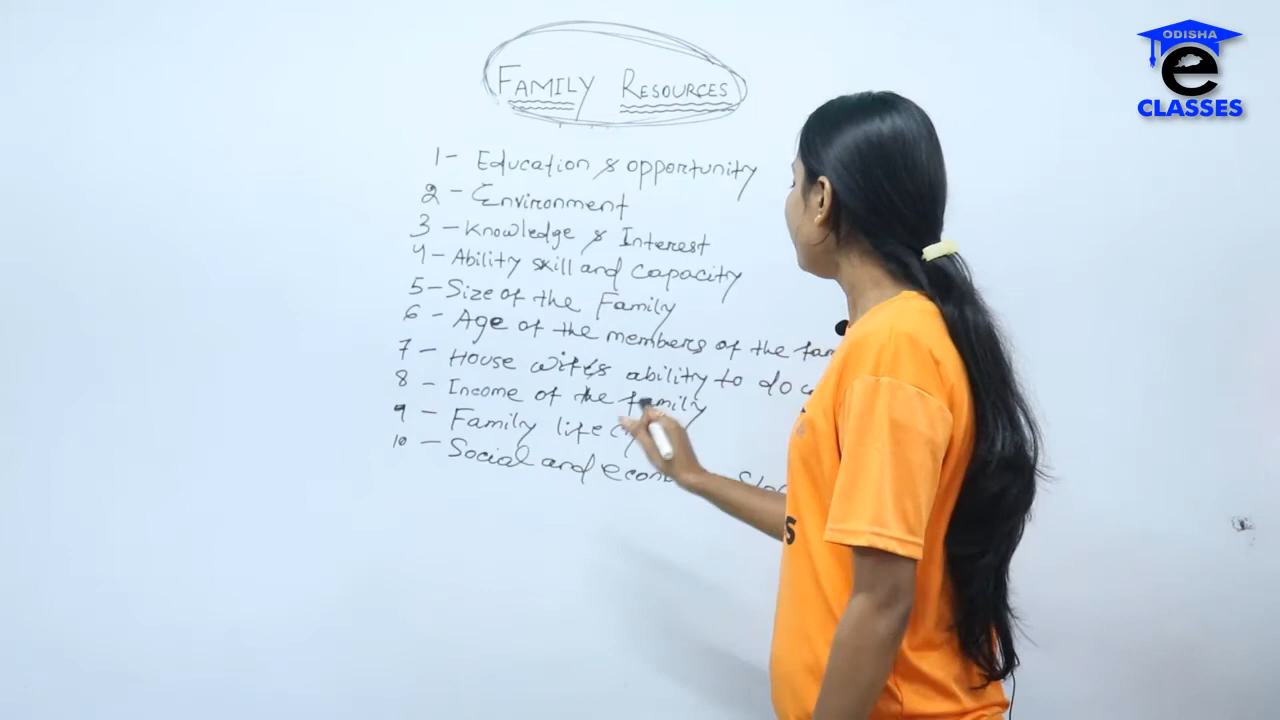 ODISHA
e
CLASSES
FAMILY RESOURCES
1- Education & opportunity
2 - Environment
3 - Knowledge & Interest
4- Ability skill and capacity
5 - Size of the Family
6 - Age of the members of the fam
7 - House wife's ability to do
8 - Income of the family
9 - Family life
10 - Social and econ
S